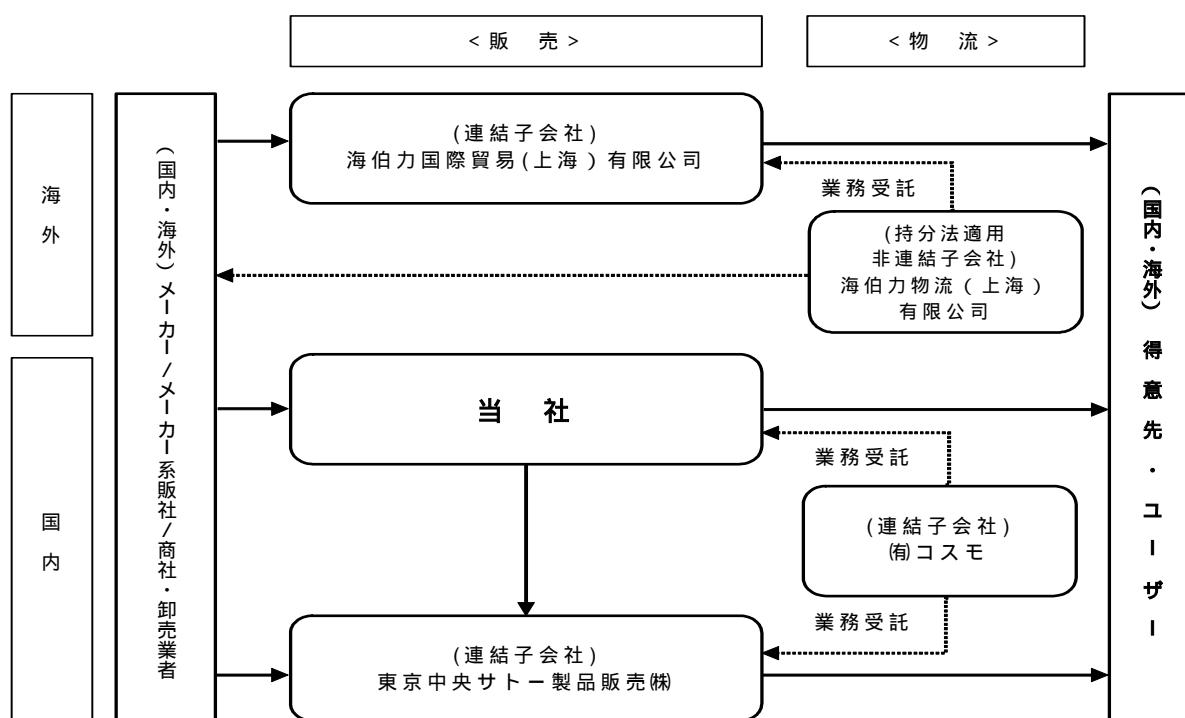 <販 売>
<物 流>
海外
(国内・海外)メーカー/メーカー系販社/商社・卸売業者
(連結子会社)
海伯力国際貿易(上海)有限公司
業務受託
(持分法適用
非連結子会社)
海伯力物流(上海)
有限公司
(国内・海外) 得意先・ユーザー
国内
当 社
業務受託
(連結子会社)
㈲コスモ
業務受託
(連結子会社)
東京中央サトー製品販売㈱